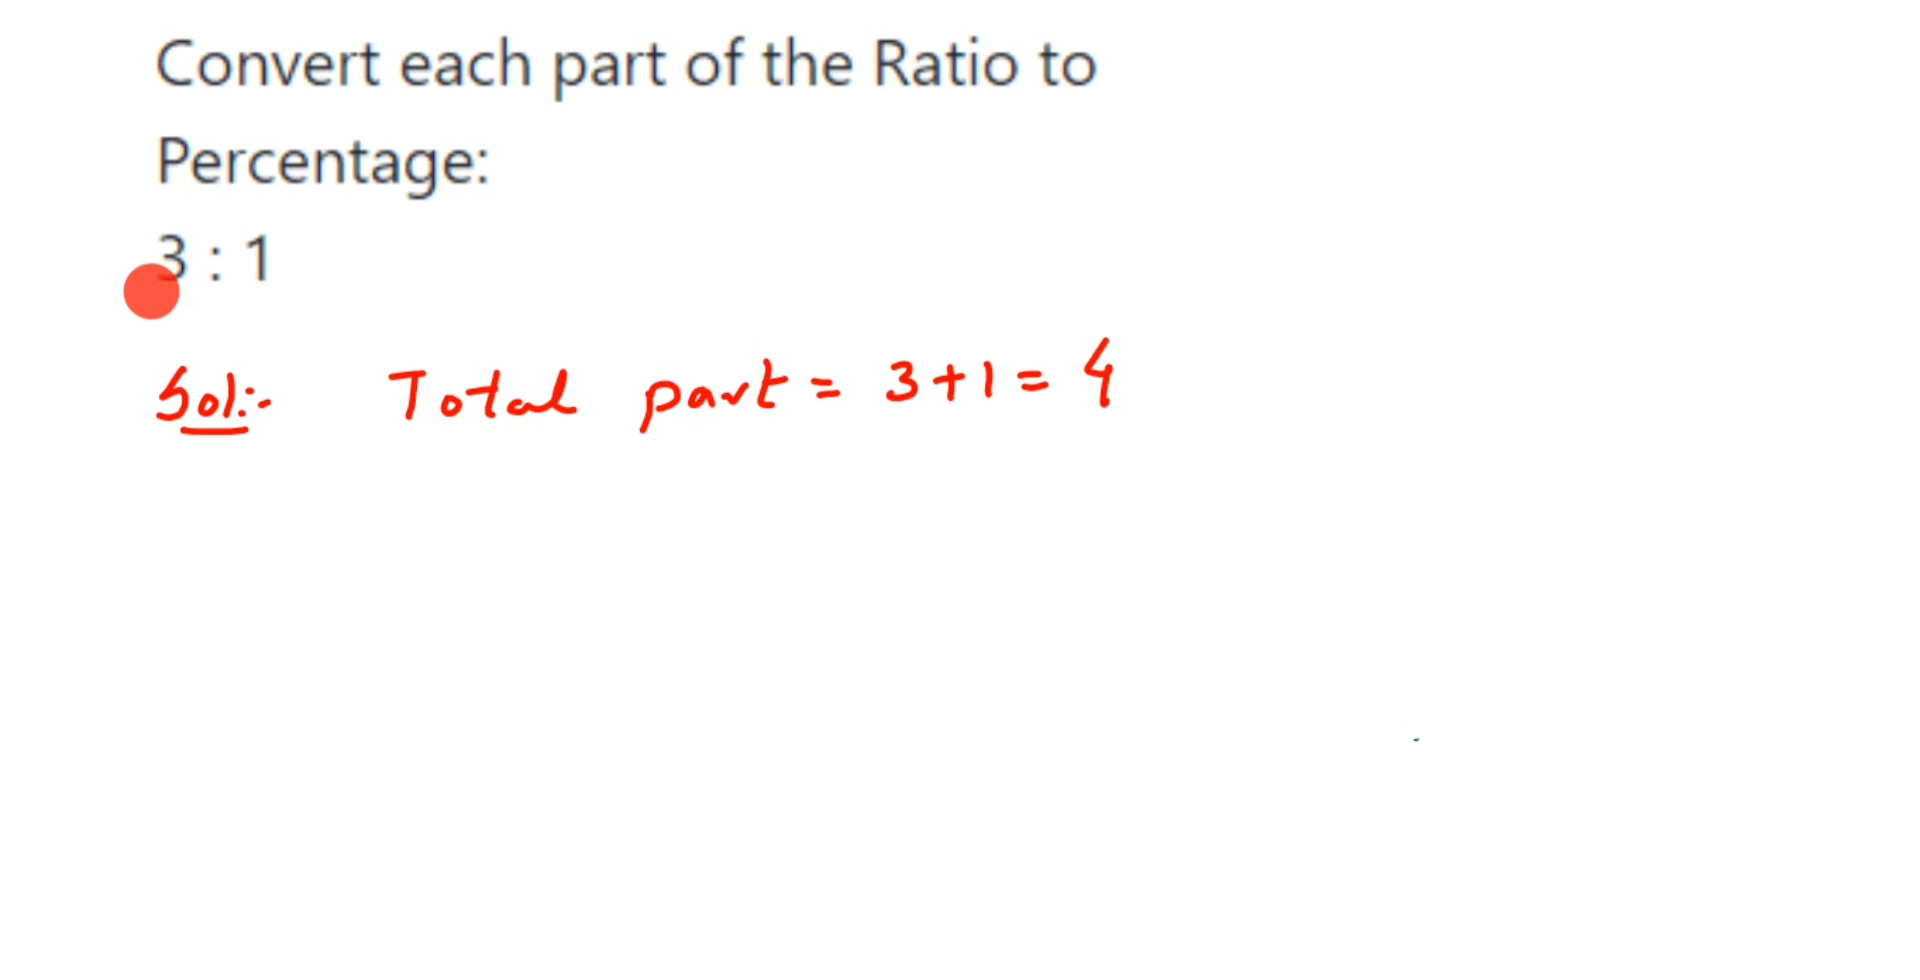 Convert each part of the Ratio to
Percentage:
3 : 1
Sol:- Total part = 3+1 = 4